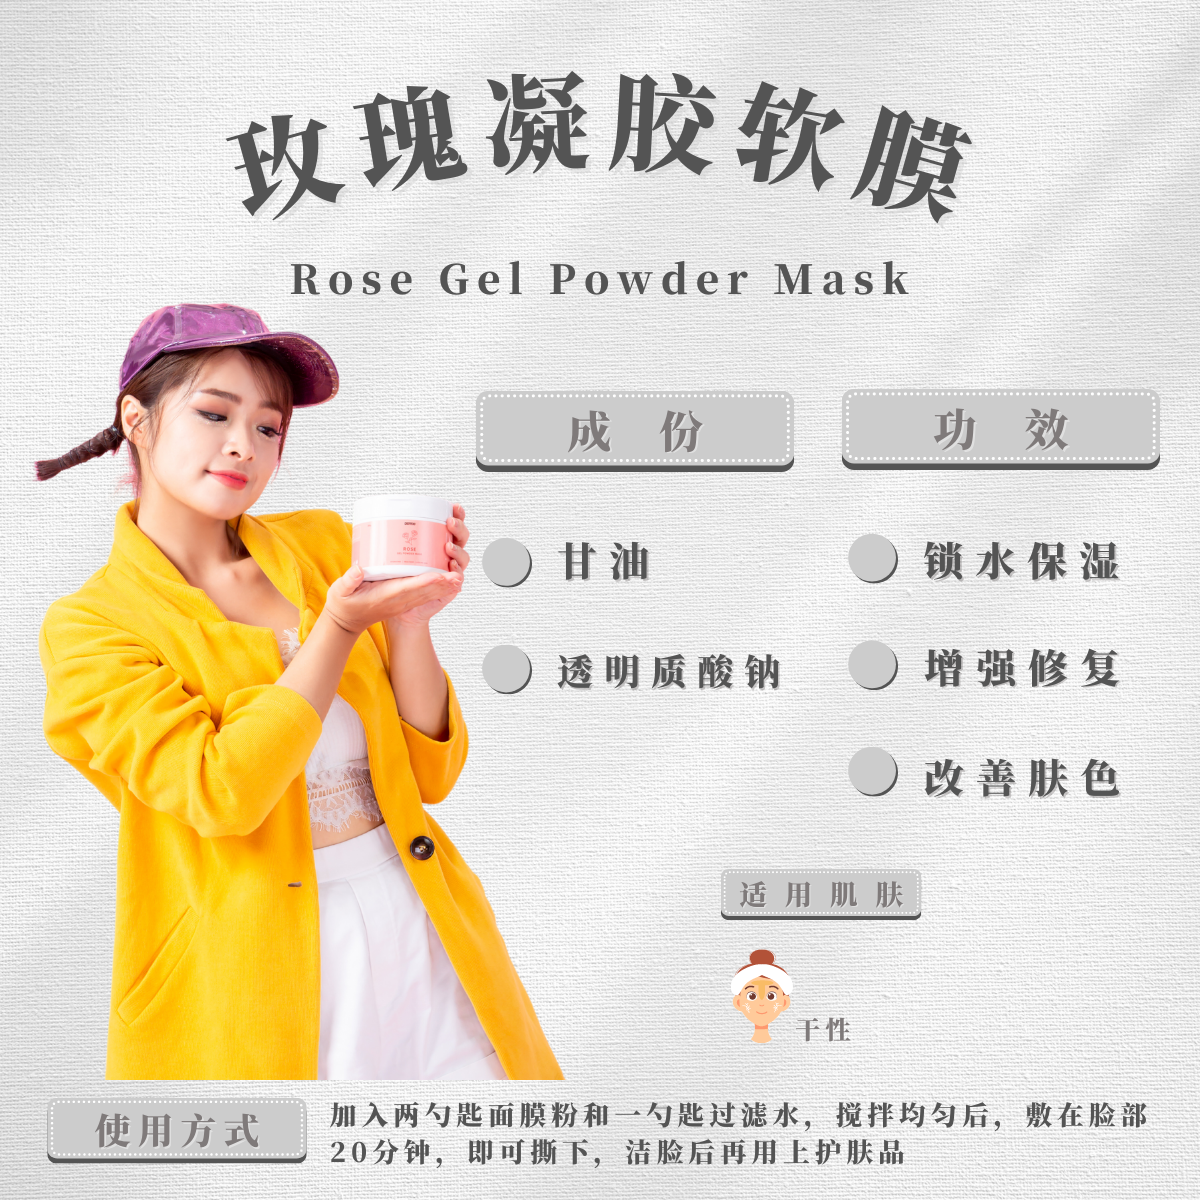 玫瑰凝胶软膜
Rose Gel Powder Mask
成份
甘油
透明质酸钠
功效
锁水保湿
增强修复
改善肤色
适用肌肤
干性
ROSE
使用方式
加入两勺匙面膜粉和一勺匙过滤水，搅拌均匀后，敷在脸部
20分钟，即可撕下，洁脸后再用上护肤品